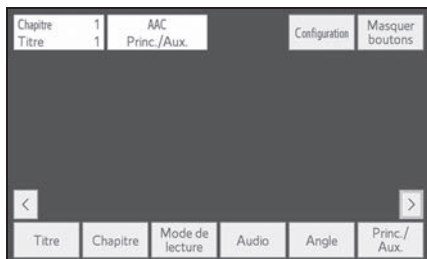 Chapitre 1
Titre 1
AAC
Princ./Aux.
Configuration
Masquer
boutons
<
>
Titre
Chapitre
Mode de
lecture
Audio
Angle
Princ./
Aux.